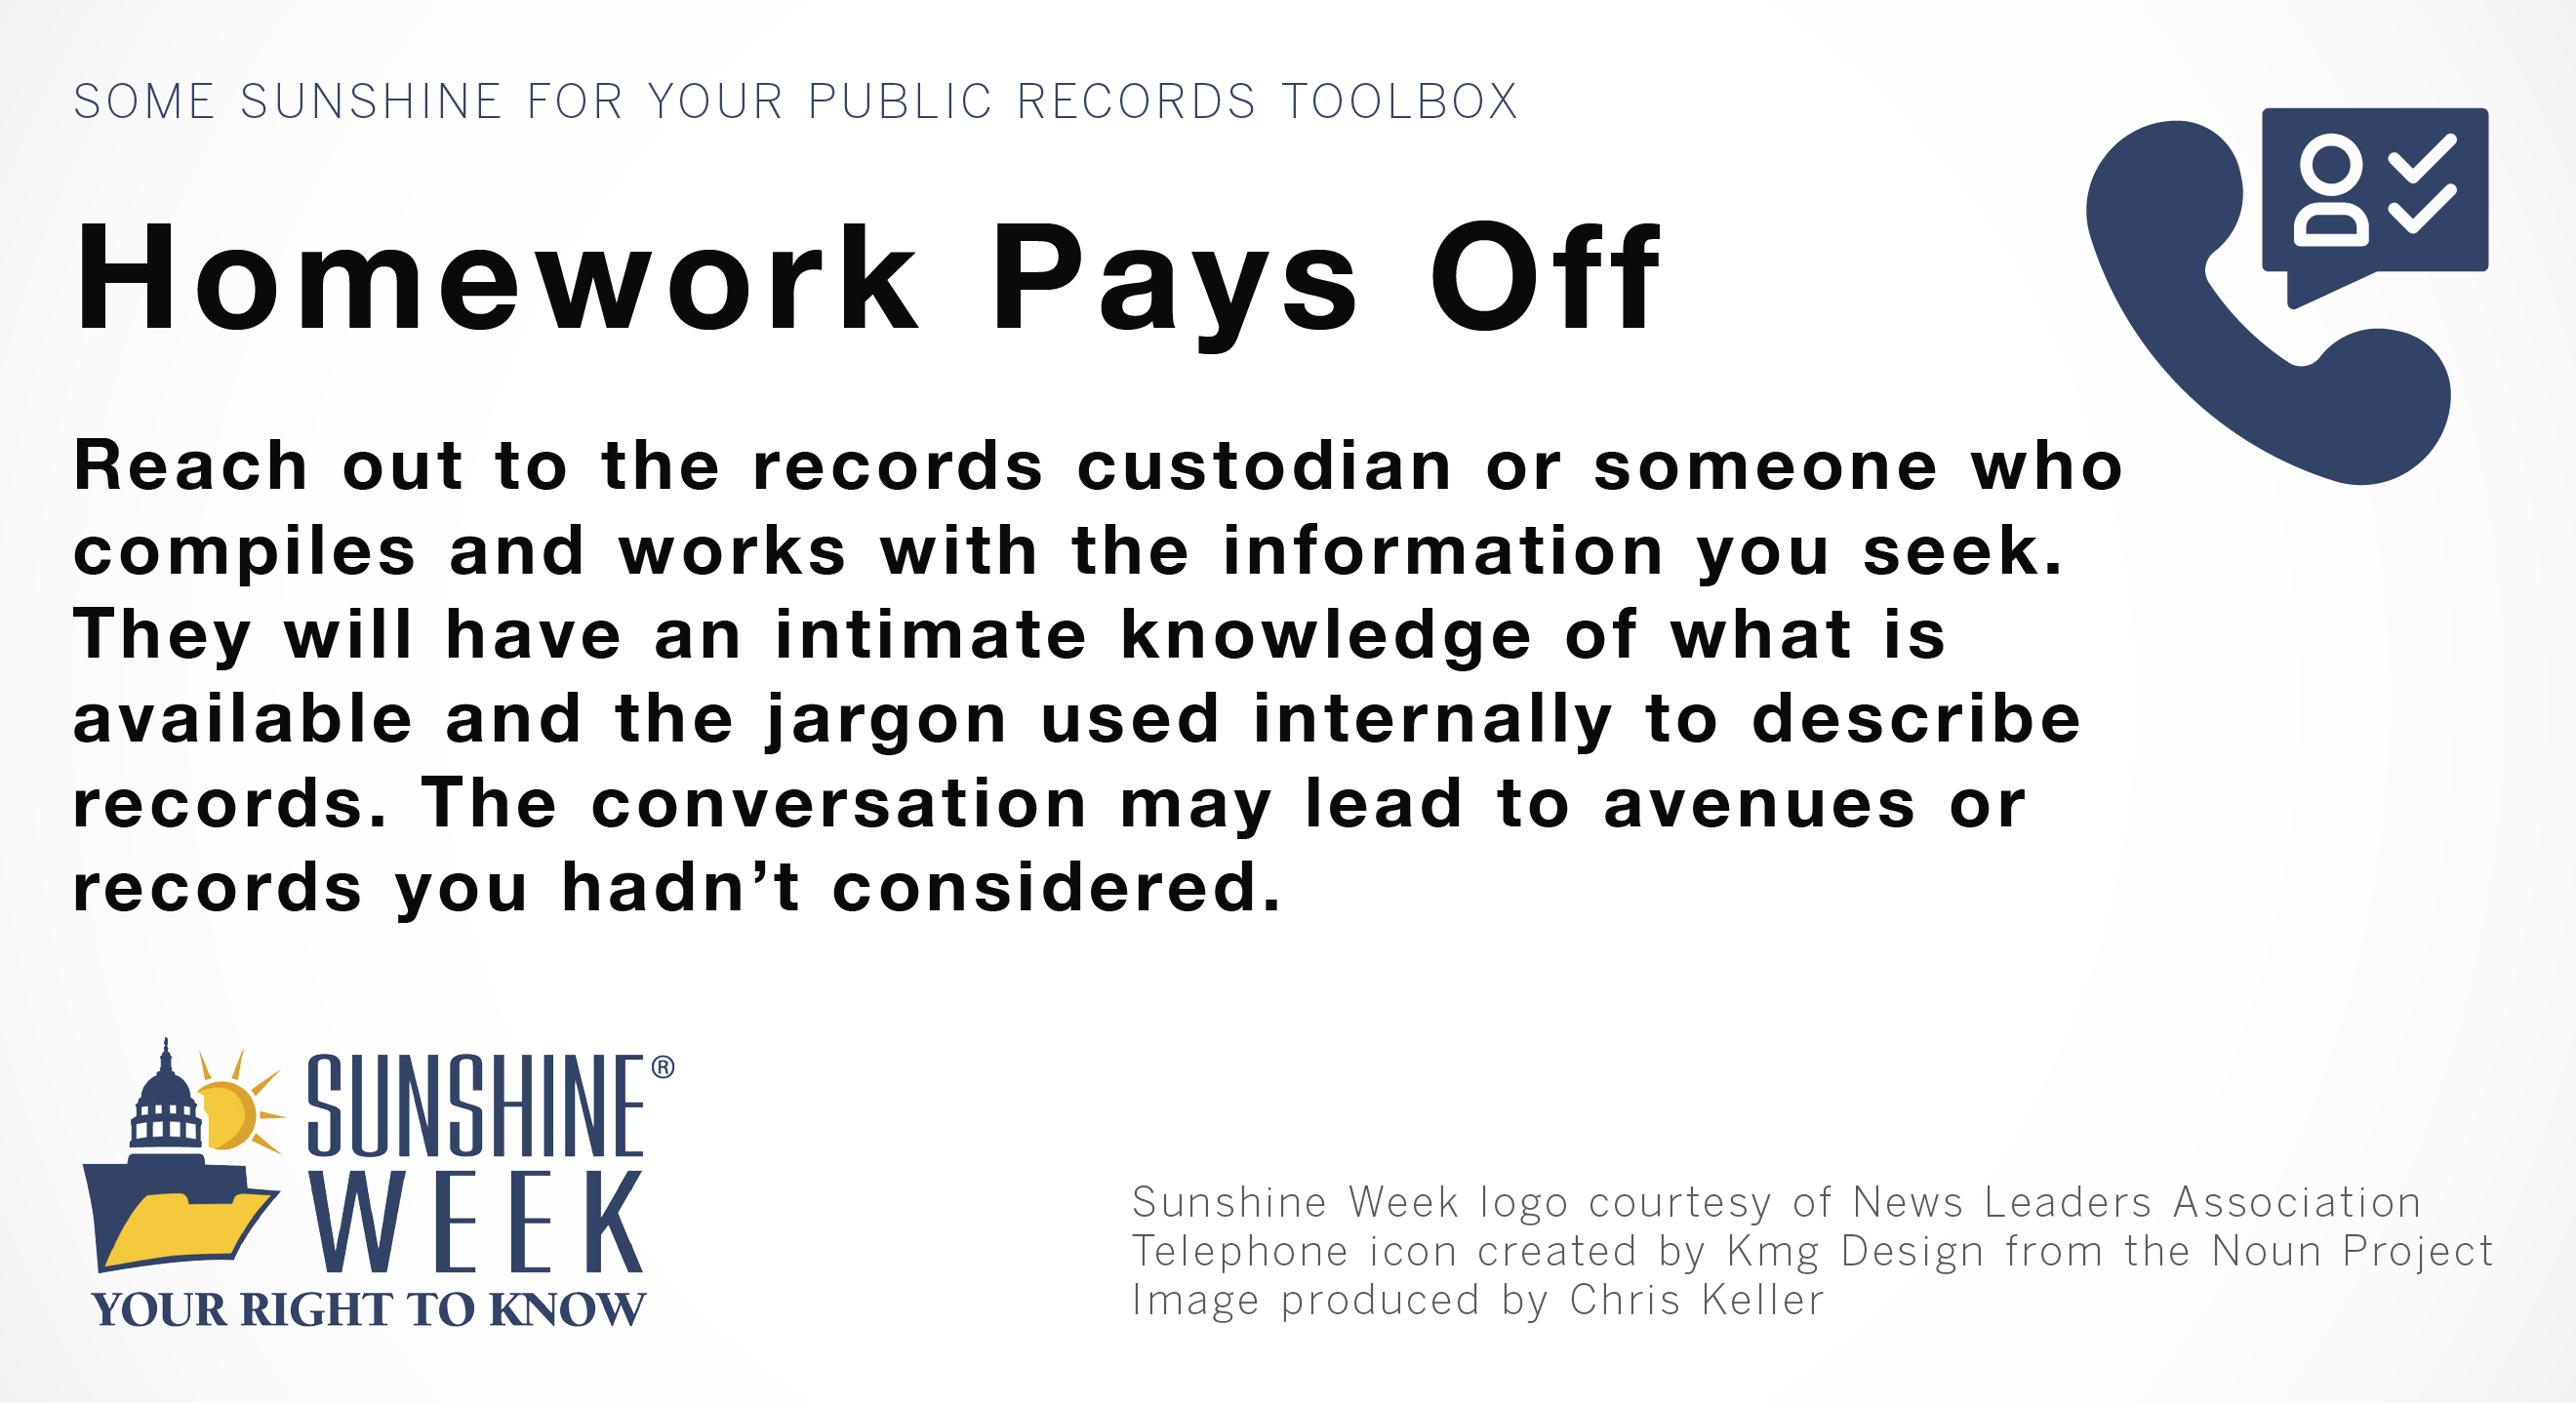 SOME SUNSHINE FOR YOUR PUBLIC RECORDS TOOLBOX
Homework Pays Off
Reach out to the records custodian or someone who
compiles and works with the information you seek.
They will have an intimate knowledge of what is
available and the jargon used internally to describe
records. The conversation may lead to avenues or
records you hadn’t considered.
SUNSHINE®
WEEK
YOUR RIGHT TO KNOW
Sunshine Week logo courtesy of News Leaders Association
Telephone icon created by Kmg Design from the Noun Project
Image produced by Chris Keller